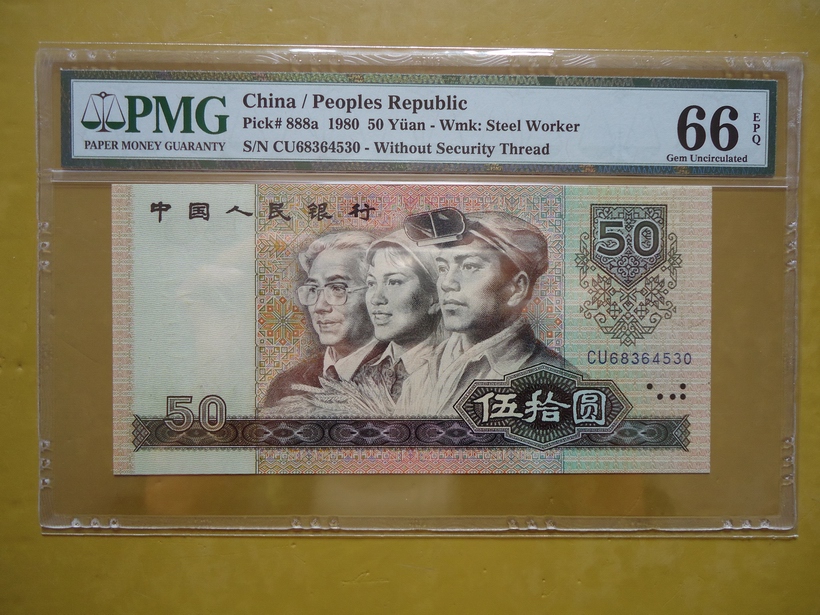 PMG
PAPER MONEY GUARANTY
China / Peoples Republic
Pick# 888a 1980 50 Yüan - Wmk: Steel Worker
S/N CU68364530 - Without Security Thread
66
EPQ
Gem Uncirculated
中国人民银行
50
CU68364530
50
伍拾圆